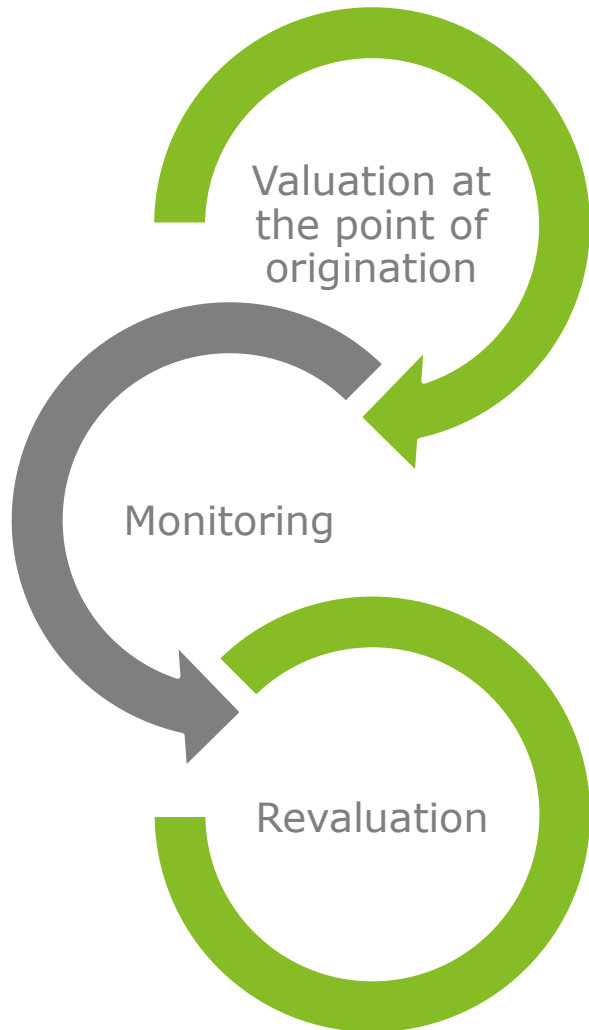 Valuation at
the point of
origination
Monitoring
Revaluation